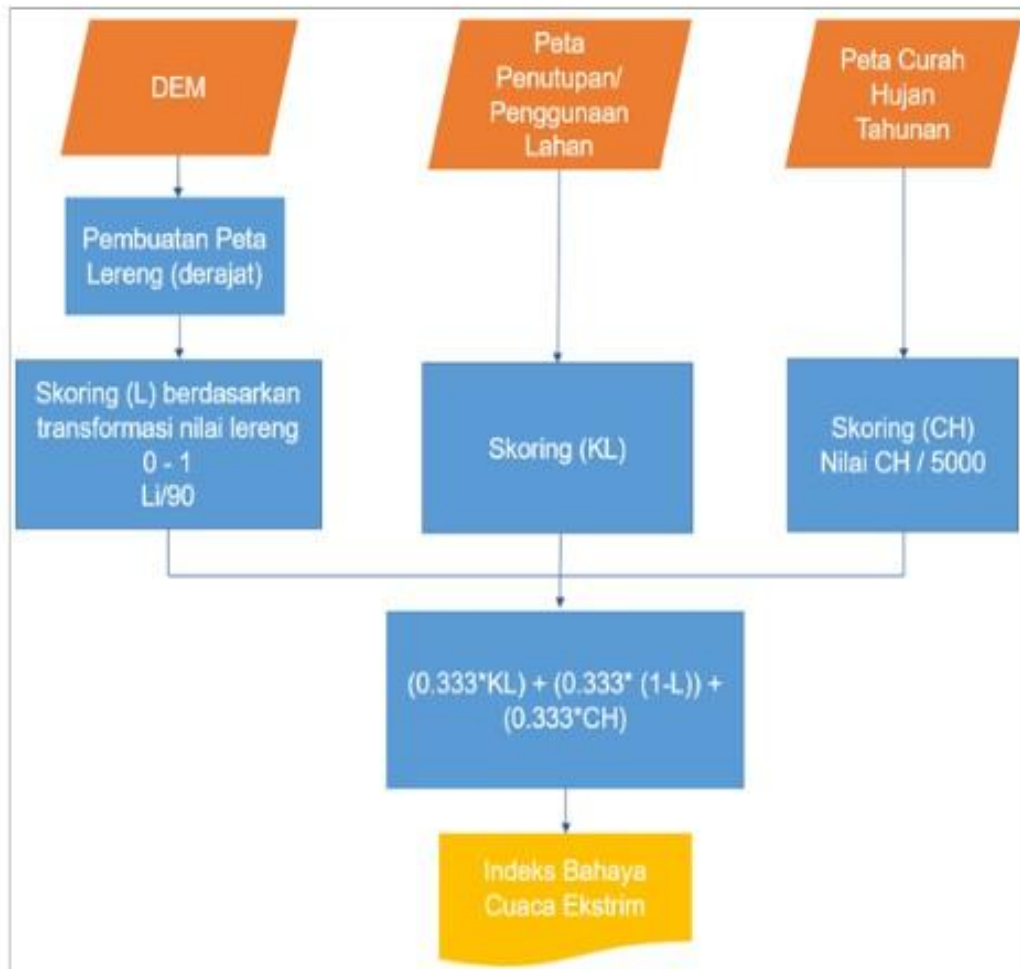 DEM
Peta
Penutupan/
Penggunaan
Lahan
Peta Curah
Hujan
Tahunan
Pembuatan Peta
Lereng (derajat)
Skoring (L) berdasarkan
transformasi nilai lereng
0 - 1
Li/90
Skoring (KL)
Skoring (CH)
Nilai CH / 5000
(0.333*KL) + (0.333* (1-L)) +
(0.333*CH)
Indeks Bahaya
Cuaca Ekstrim